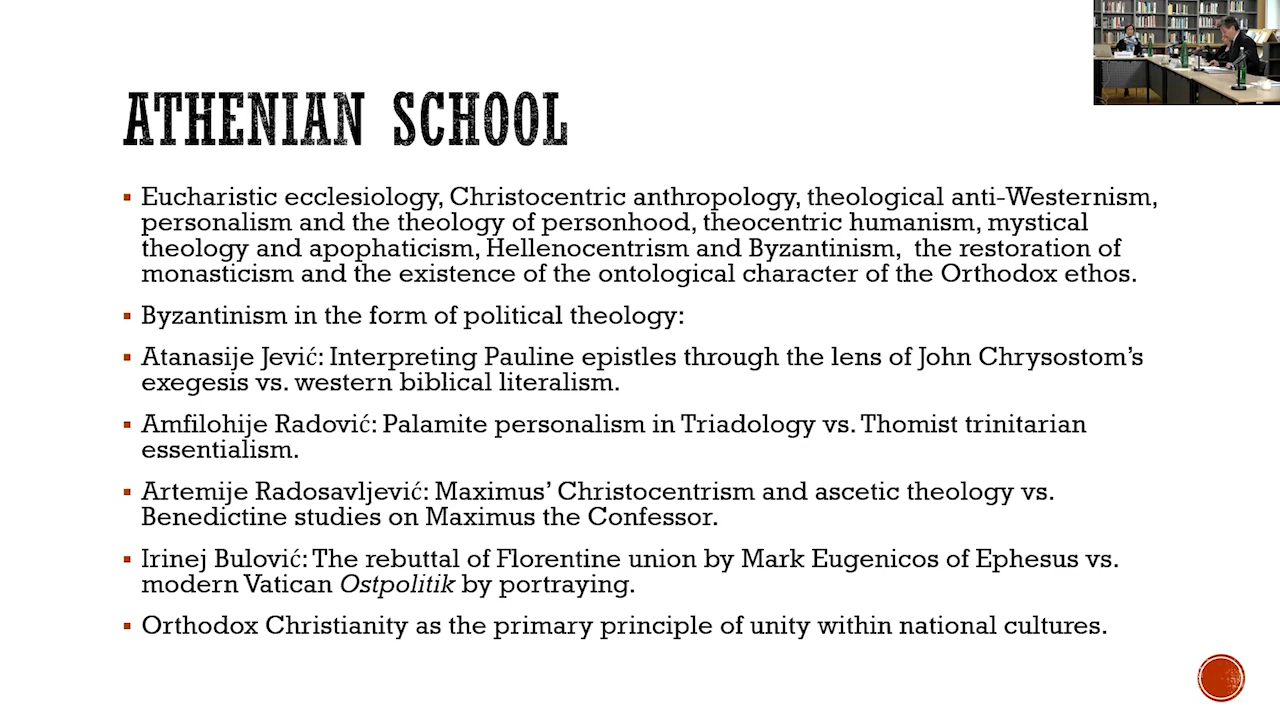 ATHENIAN SCHOOL
Eucharistic ecclesiology, Christocentric anthropology, theological anti-Westernism,
personalism and the theology of personhood, theocentric humanism, mystical
theology and apophaticism, Hellenocentrism and Byzantinism, the restoration of
monasticism and the existence of the ontological character of the Orthodox ethos.
Byzantinism in the form of political theology:
Atanasije Jević: Interpreting Pauline epistles through the lens of John Chrysostom’s
exegesis vs. western biblical literalism.
Amfilohije Radović: Palamite personalism in Triadology vs. Thomist trinitarian
essentialism.
Artemije Radosavljević: Maximus’ Christocentrism and ascetic theology vs.
Benedictine studies on Maximus the Confessor.
Irinej Bulović: The rebuttal of Florentine union by Mark Eugenicos of Ephesus vs.
modern Vatican Ostpolitik by portraying.
Orthodox Christianity as the primary principle of unity within national cultures.